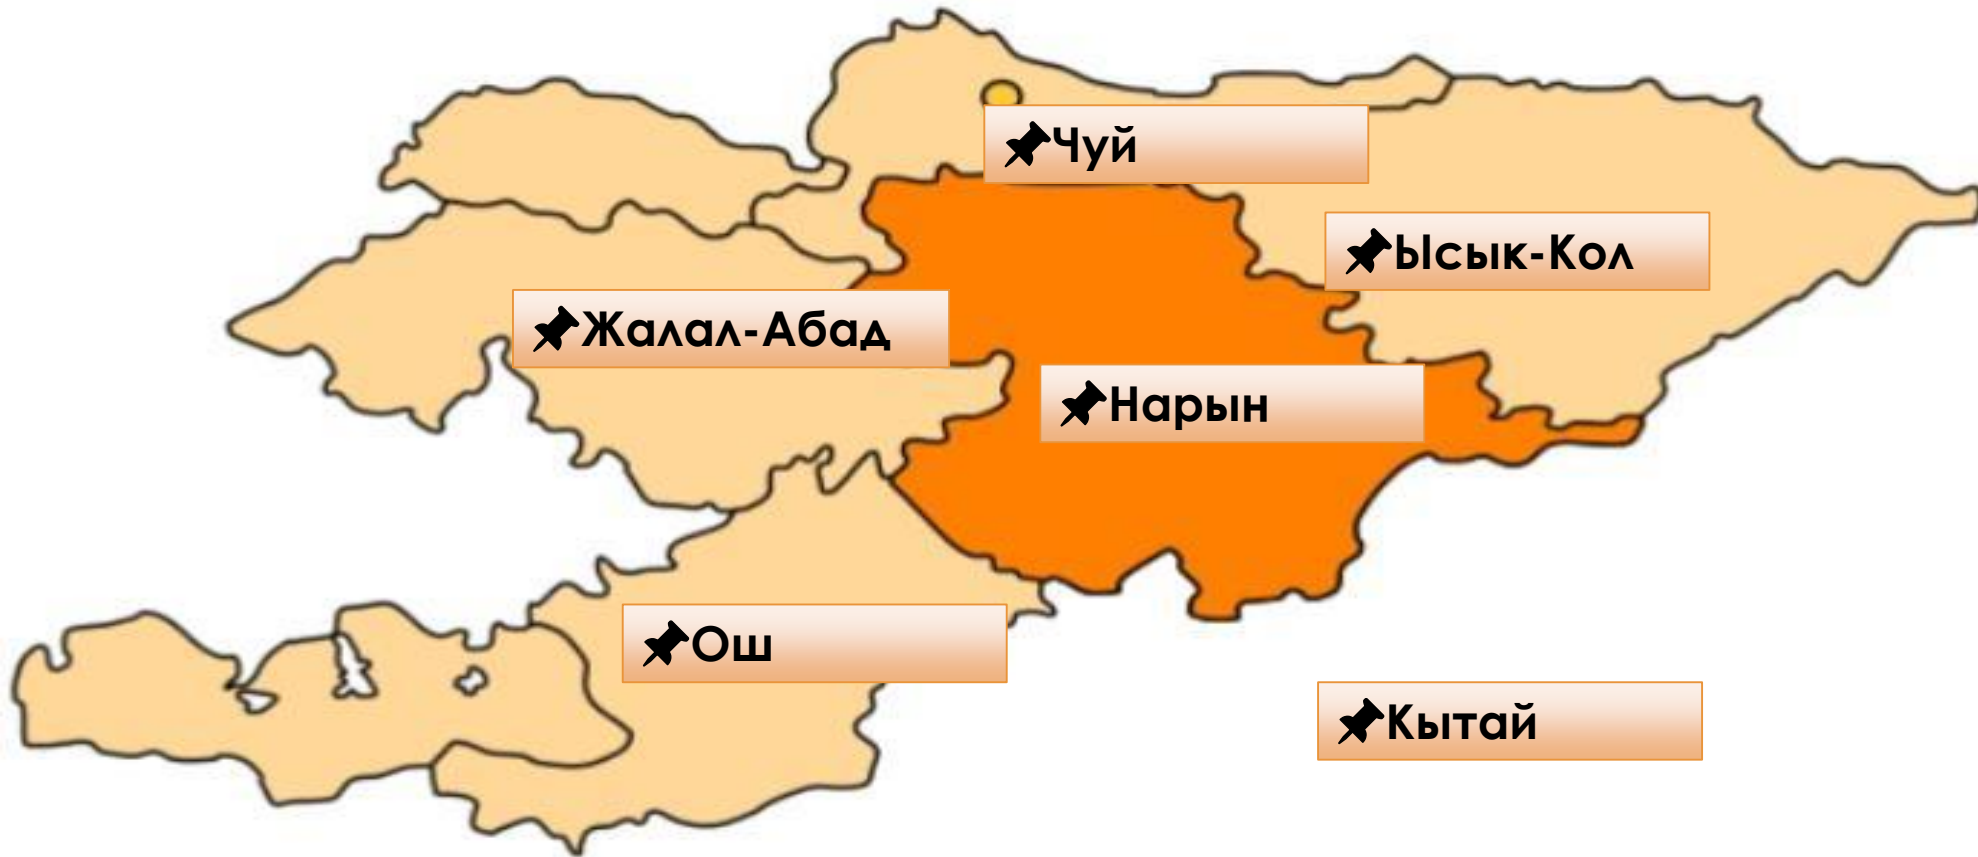 Чуй
Ысык-Кол
Жалал-Абад
Нарын
Ош
Кытай